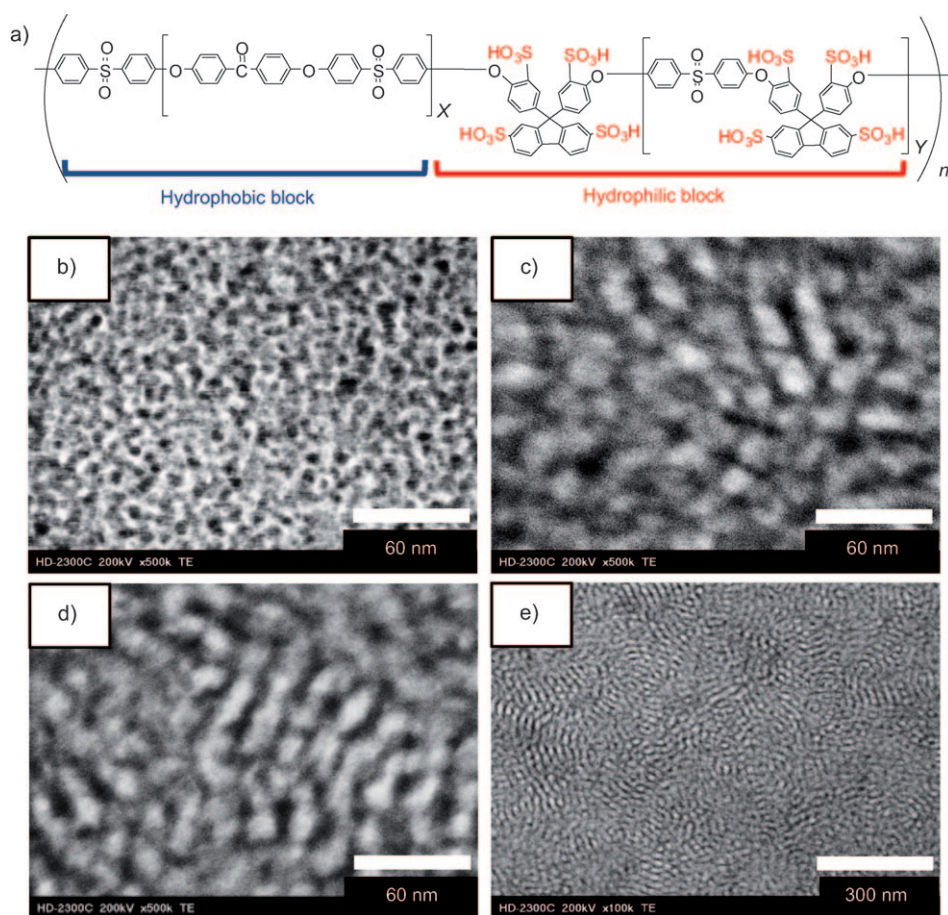 a)
O
S
O
O
O
O
O
S
O
X
HO3S
SO3H
O
O
HO3S
SO3H
O
S
O
O
HO3S
SO3H
O
HO3S
SO3H
Y
n
Hydrophobic block
Hydrophilic block
b)
60 nm
HD-2300C 200kV x500k TE
c)
60 nm
HD-2300C 200kV x500k TE
d)
60 nm
HD-2300C 200kV x500k TE
e)
300 nm
HD-2300C 200kV x100k TE